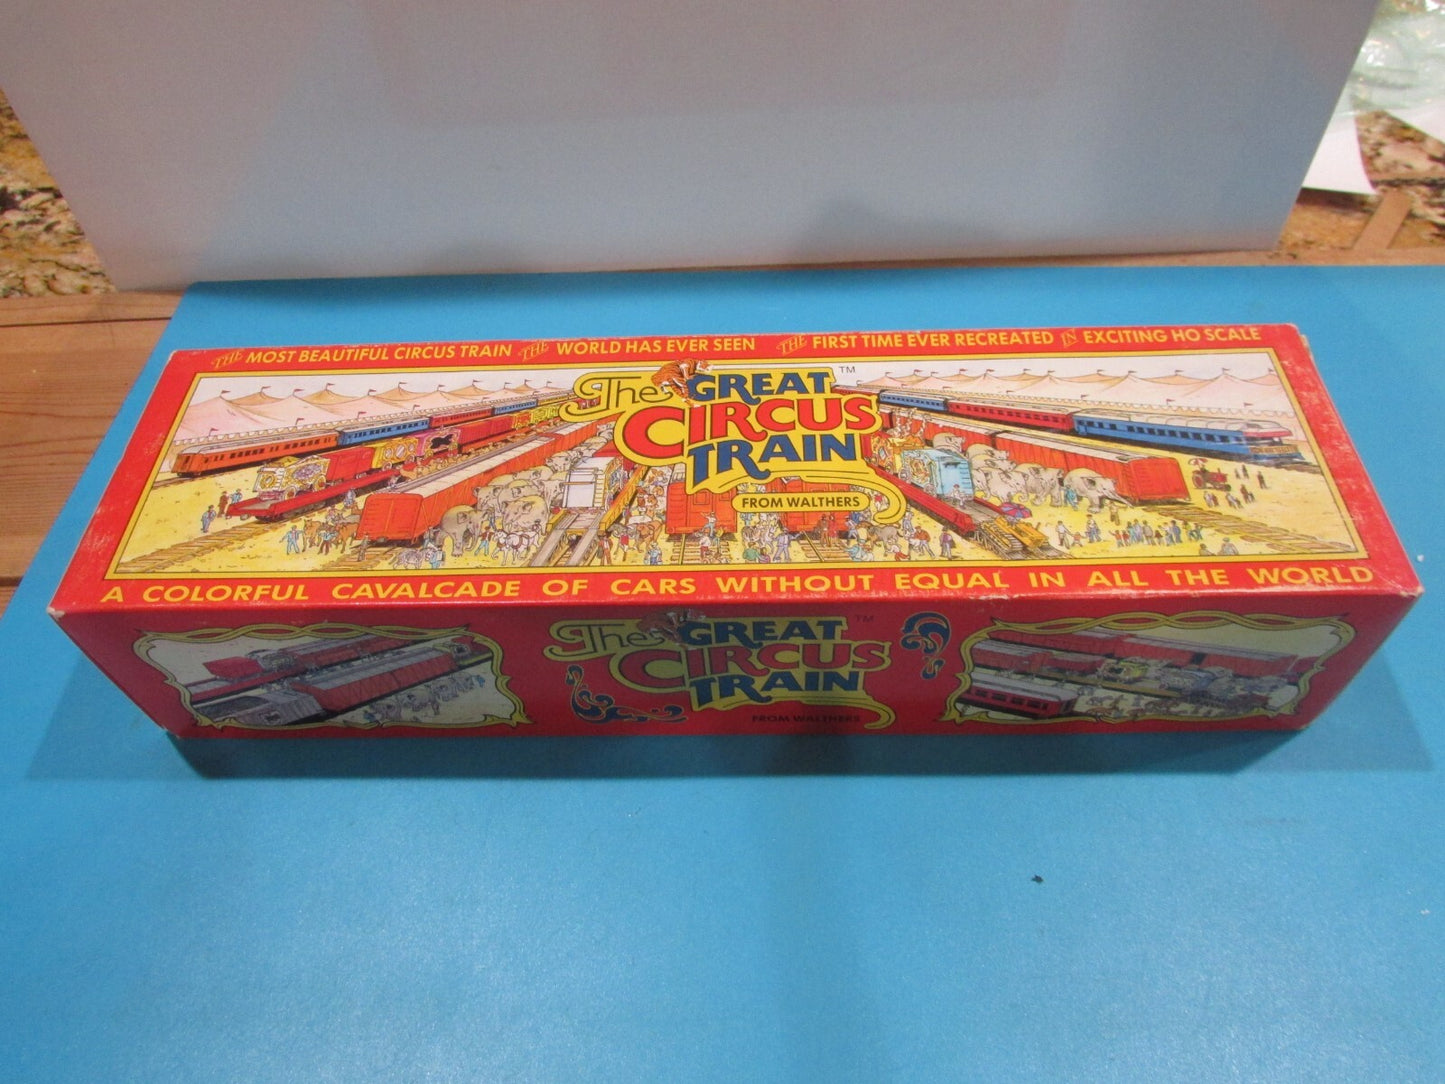 THE MOST BEAUTIFUL CIRCUS TRAIN THE WORLD HAS EVER SEEN THE FIRST TIME EVER RECREATED IN EXCITING HO SCALE
The GREAT TM
CIRCUS
TRAIN
FROM WALTHERS
A COLORFUL CAVALCADE OF CARS WITHOUT EQUAL IN ALL THE WORLD
The GREAT TM
CIRCUS
TRAIN
FROM WALTHERS